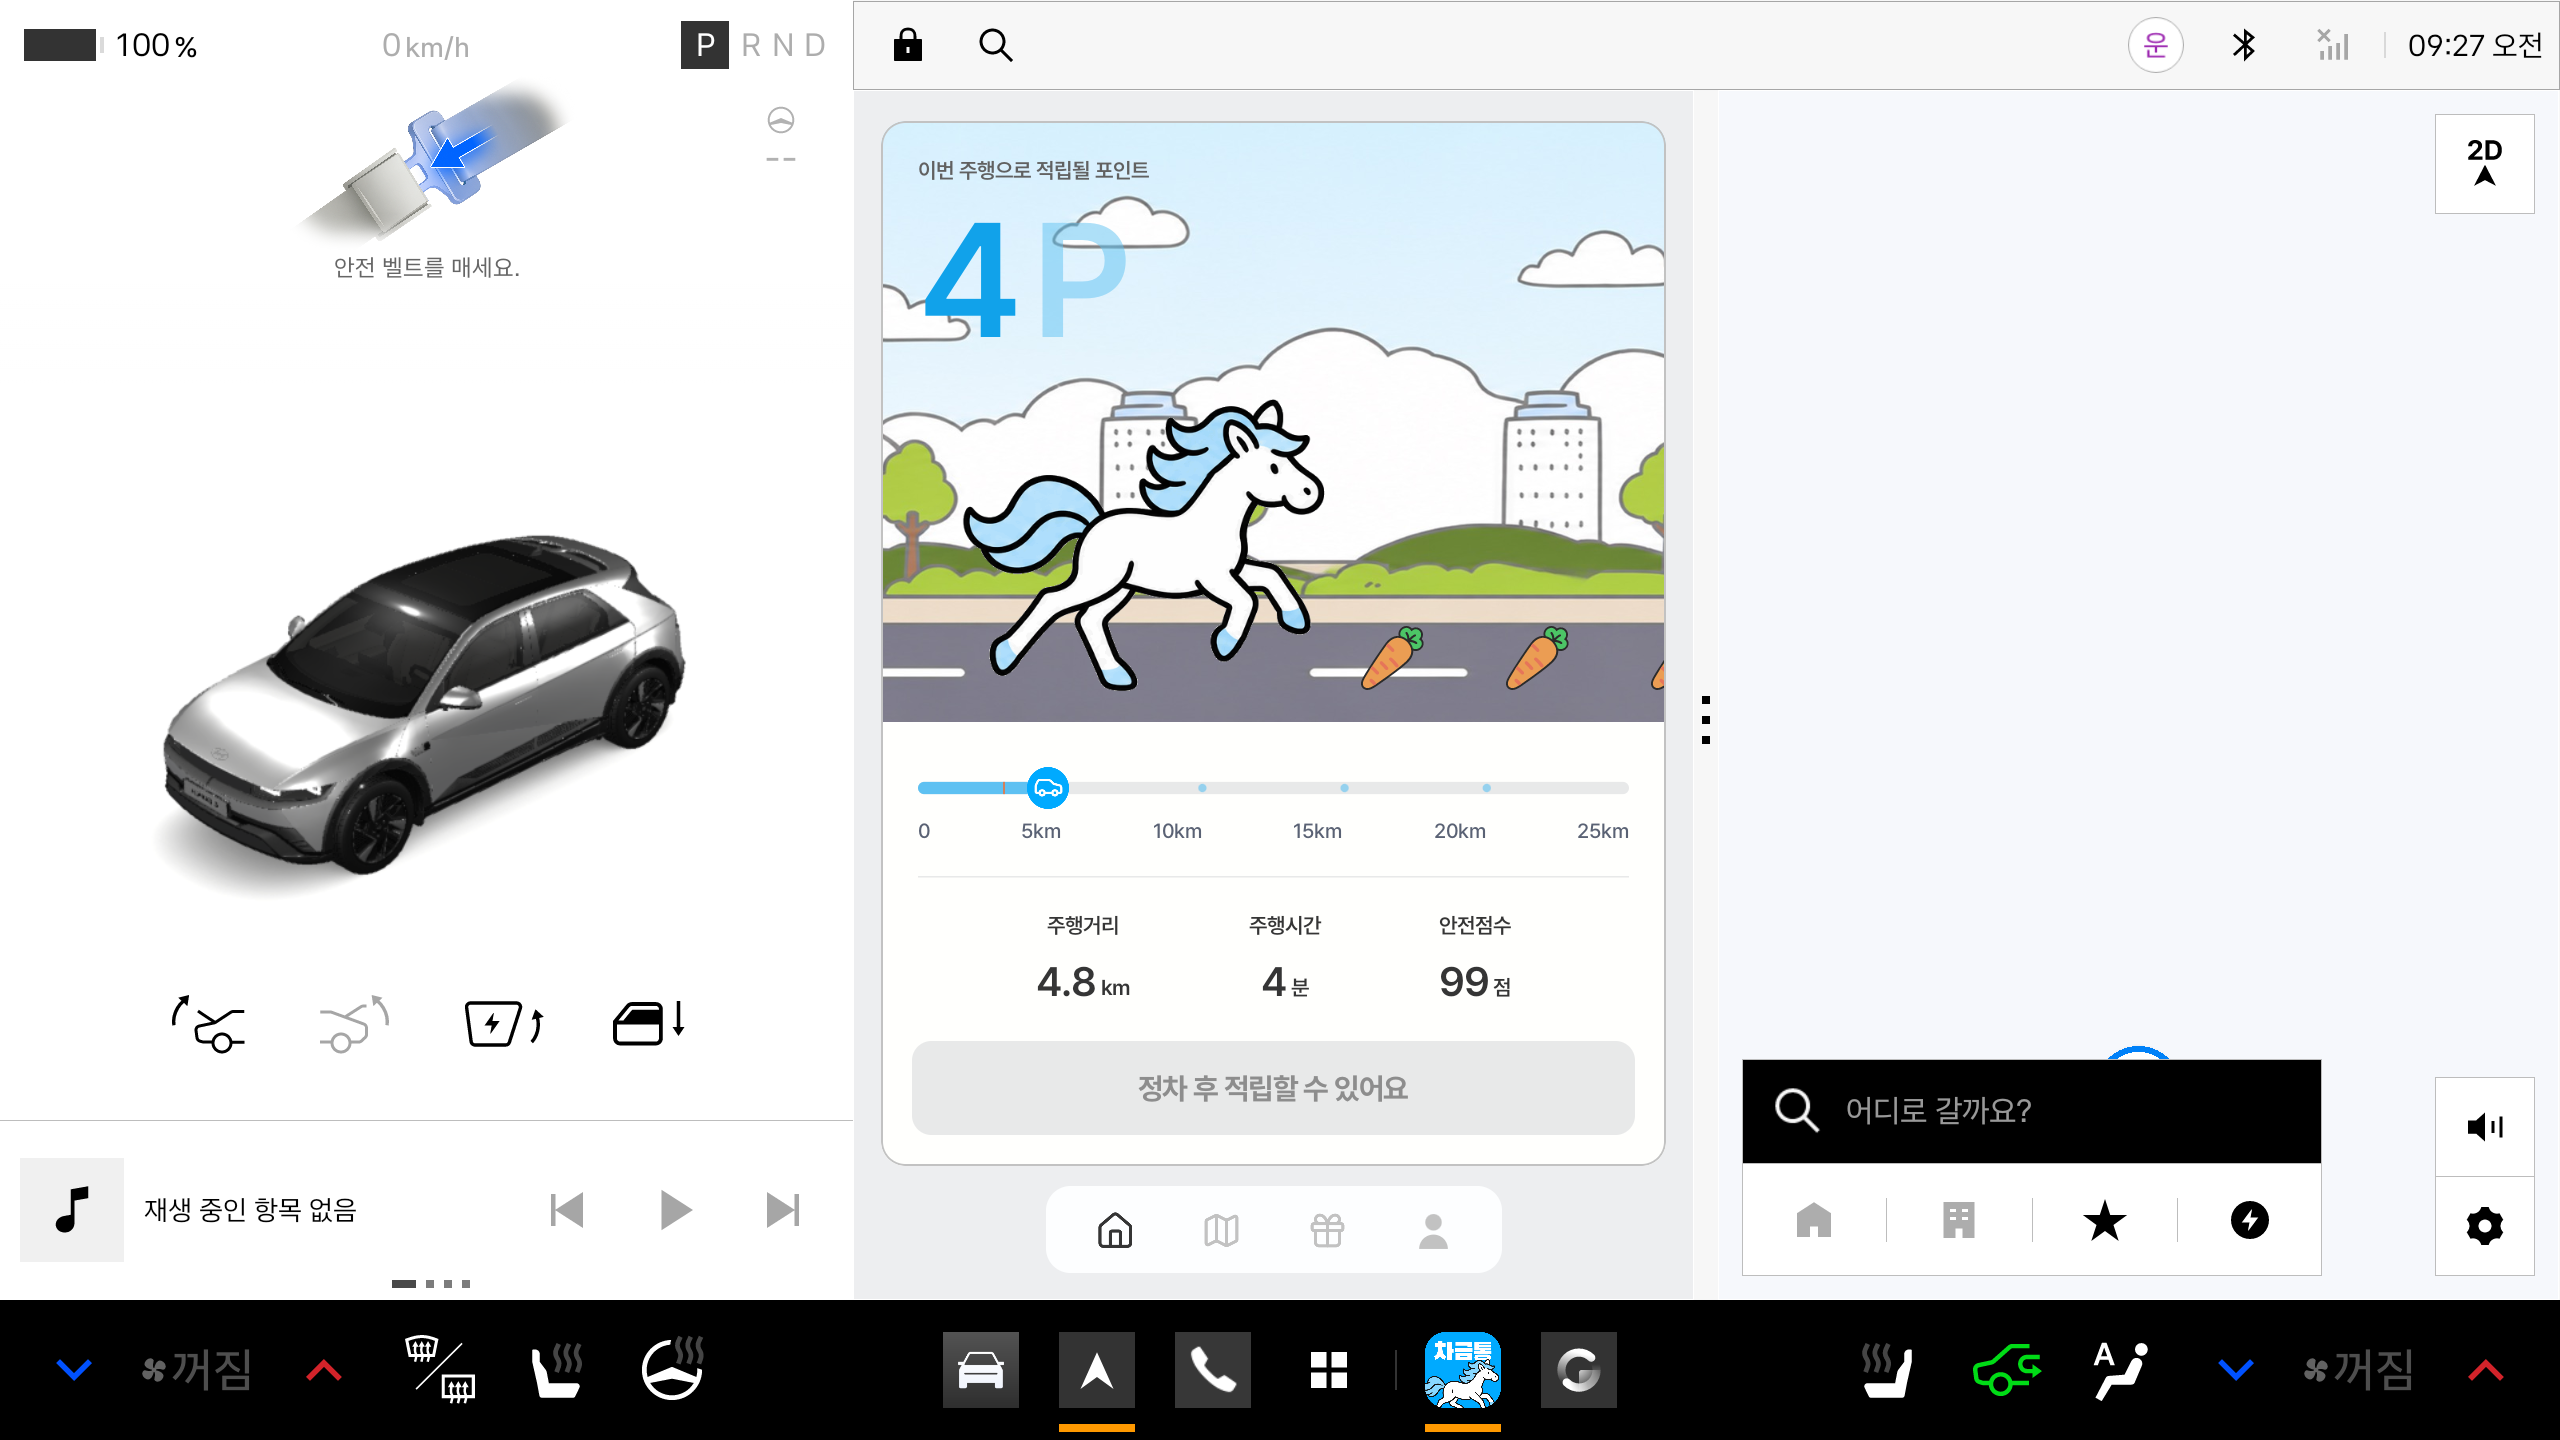 100 %
0 km/h
P R N D
운
09:27 오전
안전 벨트를 매세요.
--
이번 주행으로 적립될 포인트
4P
2D
0
5km
10km
15km
20km
25km
주행거리
주행시간
안전점수
4.8 km
4 분
99 점
정차 후 적립할 수 있어요
어디로 갈까요?
재생 중인 항목 없음
꺼짐
차금통
G
A
꺼짐